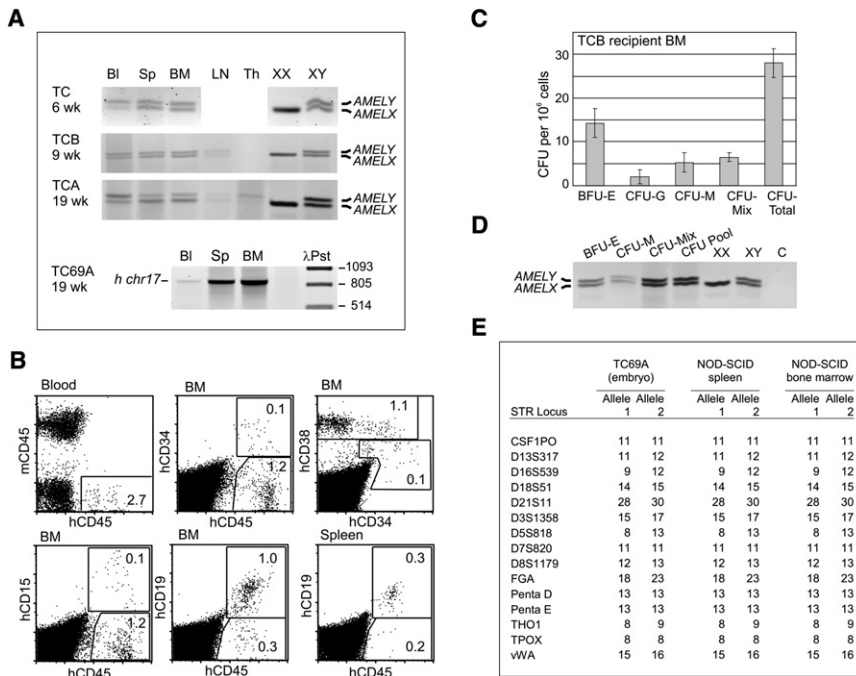 A
Bl Sp BM LN Th XX XY
TC
6 wk
AMELY
AMELX
TCB
9 wk
AMELY
AMELX
TCA
19 wk
AMELY
AMELX
Bl Sp BM λPst
TC69A
19 wk
h chr17
1093
805
514
B
Blood
mCD45
hCD45
2.7
BM
hCD34
hCD45
0.1
1.2
BM
hCD38
hCD34
1.1
0.1
BM
hCD15
hCD45
0.1
1.2
BM
hCD19
hCD45
1.0
0.3
Spleen
hCD19
hCD45
0.3
0.2
C
TCB recipient BM
CFU per 10⁶ cells
30
15
5
0
BFU-E CFU-G CFU-M CFU-Mix CFU-Total
D
BFU-E CFU-M CFU-Mix CFU Pool XX XY C
AMELY
AMELX
E
TC69A (embryo) NOD-SCID spleen NOD-SCID bone marrow
STR Locus Allele 1 Allele 2 Allele 1 Allele 2 Allele 1 Allele 2
CSF1PO 11 11 11 11 11 11
D13S317 11 12 11 12 11 12
D16S539 9 12 9 12 9 12
D18S51 14 15 14 15 14 15
D21S11 28 30 28 30 28 30
D3S1358 15 17 15 17 15 17
D5S818 8 13 8 13 8 13
D7S820 11 11 11 11 11 11
D8S1179 12 13 12 13 12 13
FGA 18 23 18 23 18 23
Penta D 13 13 13 13 13 13
Penta E 13 13 13 13 13 13
THO1 8 9 8 9 8 9
TPOX 8 8 8 8 8 8
vWA 15 16 15 16 15 16